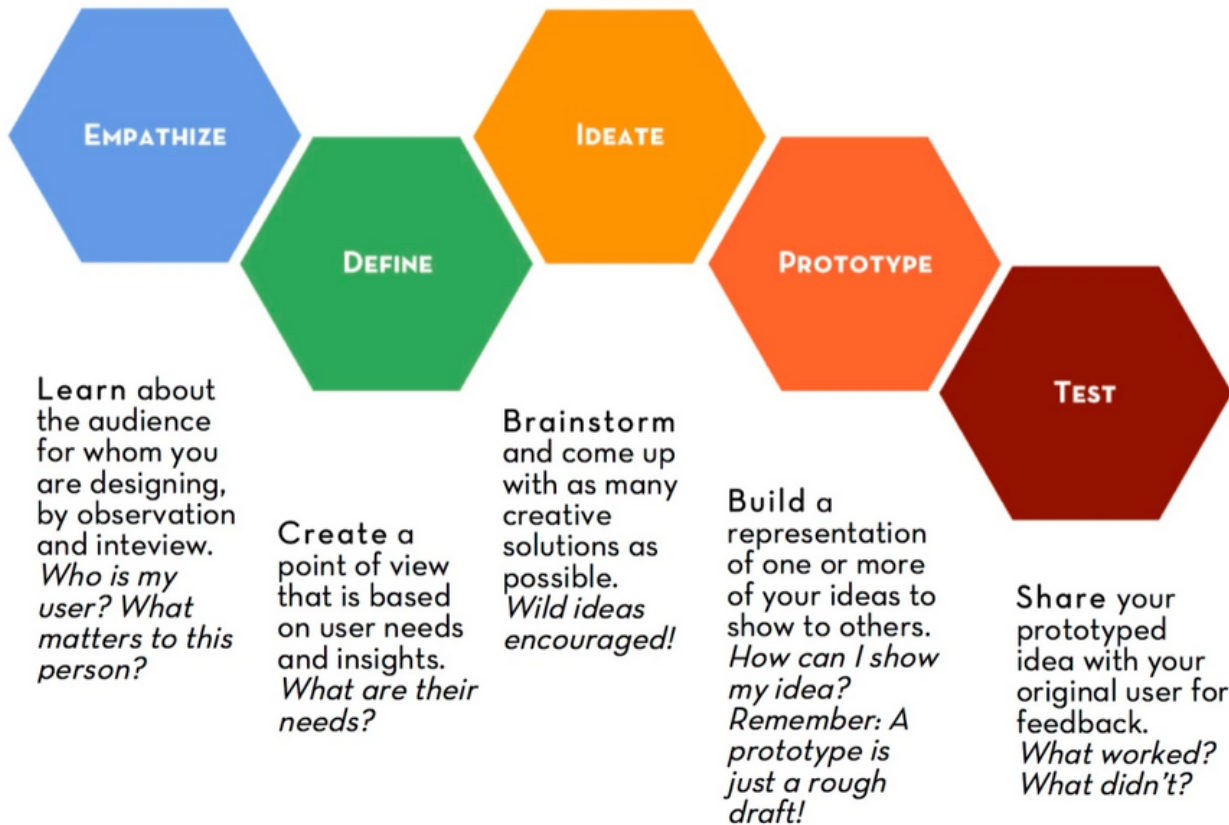 EMPATHIZE
DEFINE
IDEATE
PROTOTYPE
TEST
Learn about
the audience
for whom you
are designing,
by observation
and inteview.
Who is my
user? What
matters to this
person?
Create a
point of view
that is based
on user needs
and insights.
What are their
needs?
Brainstorm
and come up
with as many
creative
solutions as
possible.
Wild ideas
encouraged!
Build a
representation
of one or more
of your ideas to
show to others.
How can I show
my idea?
Remember: A
prototype is
just a rough
draft!
Share your
prototyped
idea with your
original user for
feedback.
What worked?
What didn't?